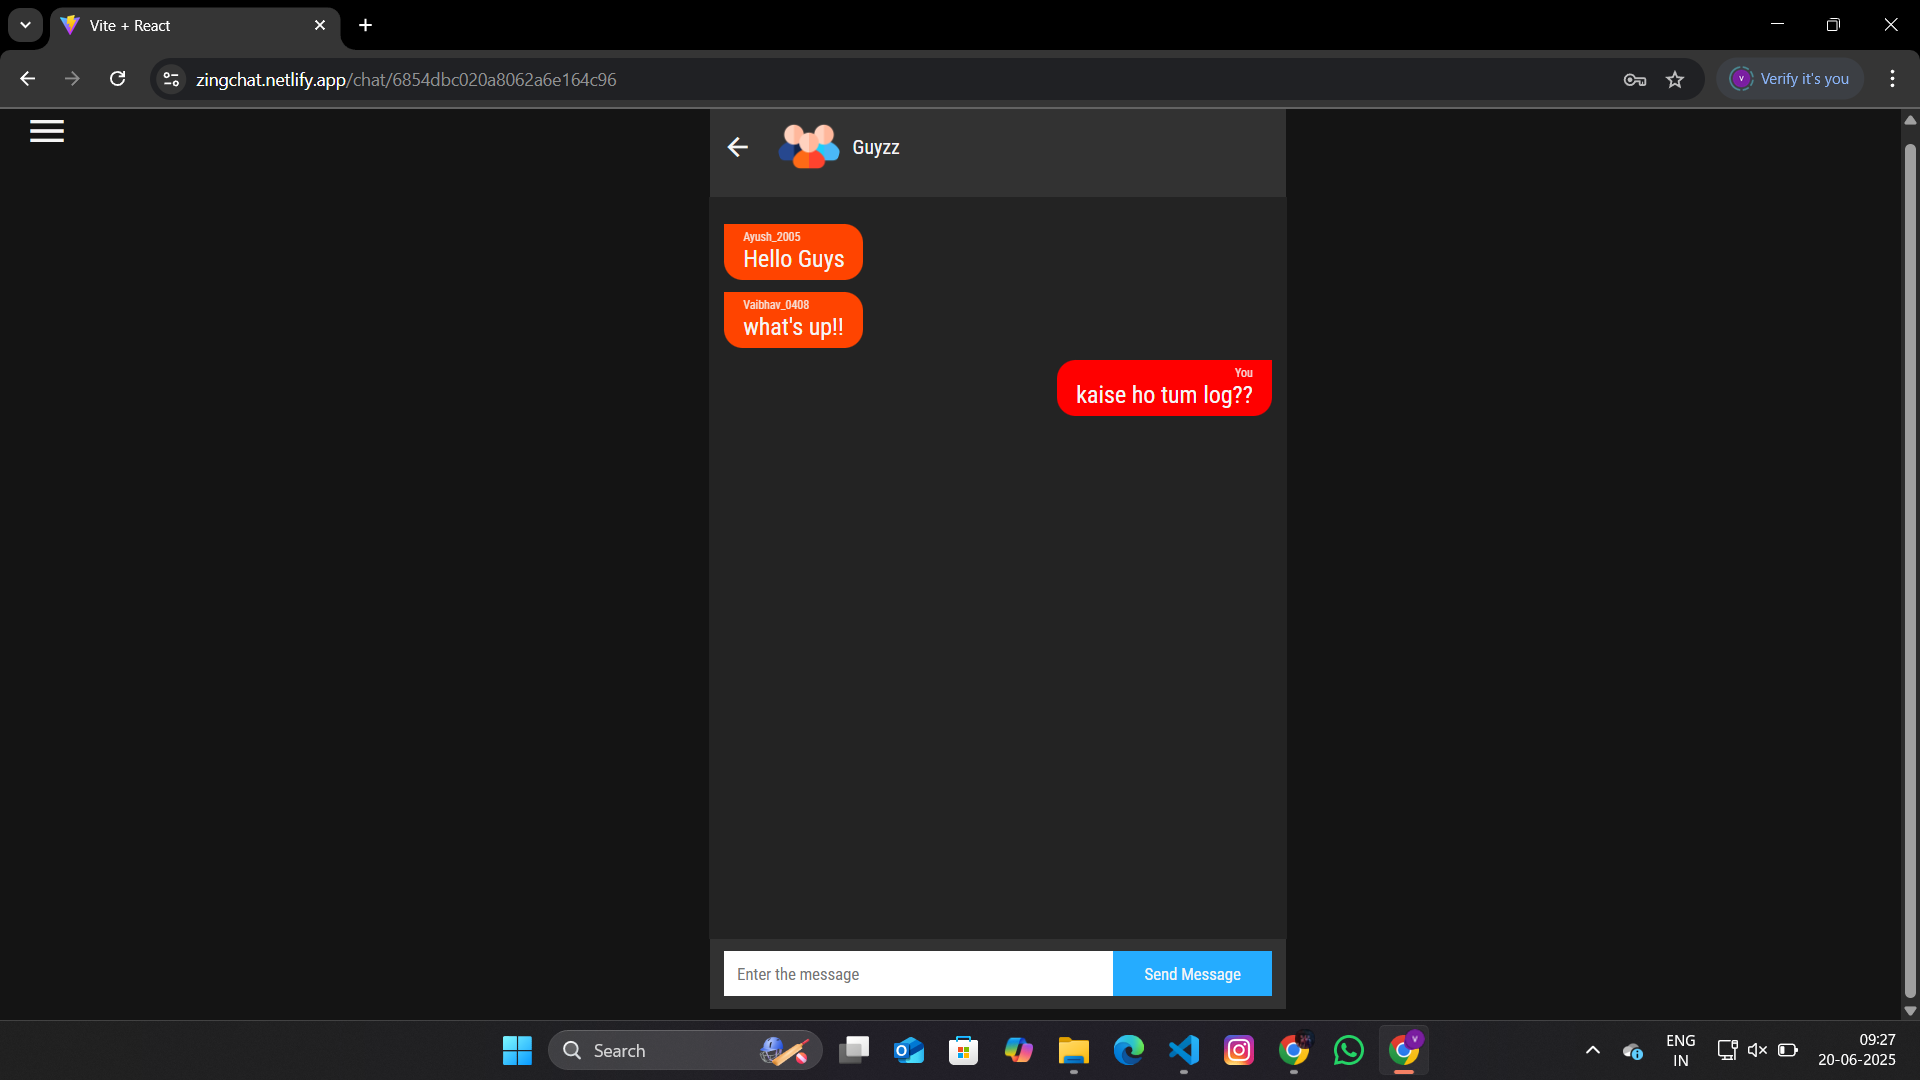 Vite + React
zingchat.netlify.app/chat/6854dbc020a8062a6e164c96
Verify it's you
Guyzz
Ayush_2005
Hello Guys
Vaibhav_0408
what's up!!
You
kaise ho tum log??
Enter the message
Send Message
Search
ENG
IN
09:27
20-06-2025